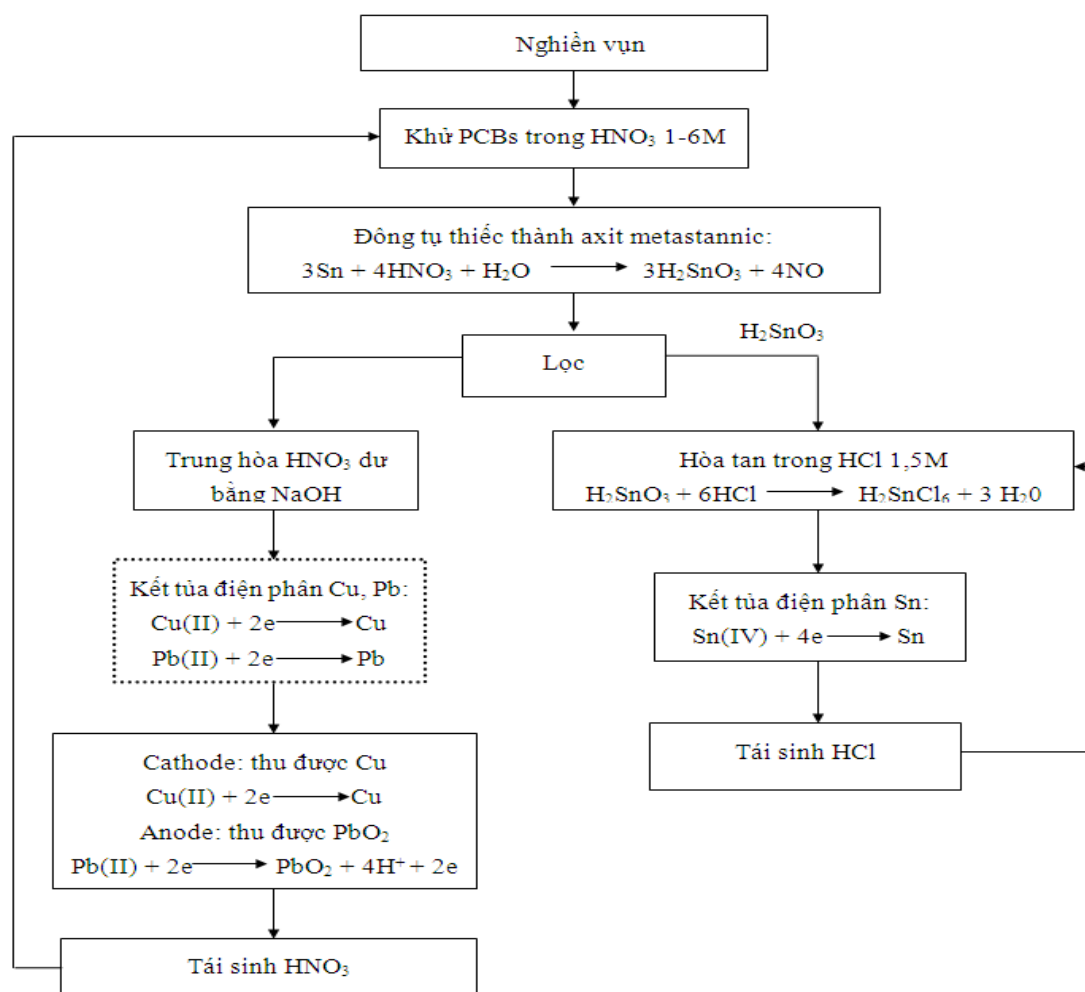 Nghiền vụn
Khử PCBs trong HNO₃ 1-6M
Đông tụ thiếc thành axit metastannic:
3Sn + 4HNO₃ + H₂O ⟶ 3H₂SnO₃ + 4NO
H₂SnO₃
Lọc
Trung hòa HNO₃ dư
bằng NaOH
Kết tủa điện phân Cu, Pb:
Cu(II) + 2e ⟶ Cu
Pb(II) + 2e ⟶ Pb
Cathode: thu được Cu
Cu(II) + 2e ⟶ Cu
Anode: thu được PbO₂
Pb(II) + 2e ⟶ PbO₂ + 4H⁺ + 2e
Tái sinh HNO₃
Hòa tan trong HCl 1,5M
H₂SnO₃ + 6HCl ⟶ H₂SnCl₆ + 3 H₂0
Kết tủa điện phân Sn:
Sn(IV) + 4e ⟶ Sn
Tái sinh HCl